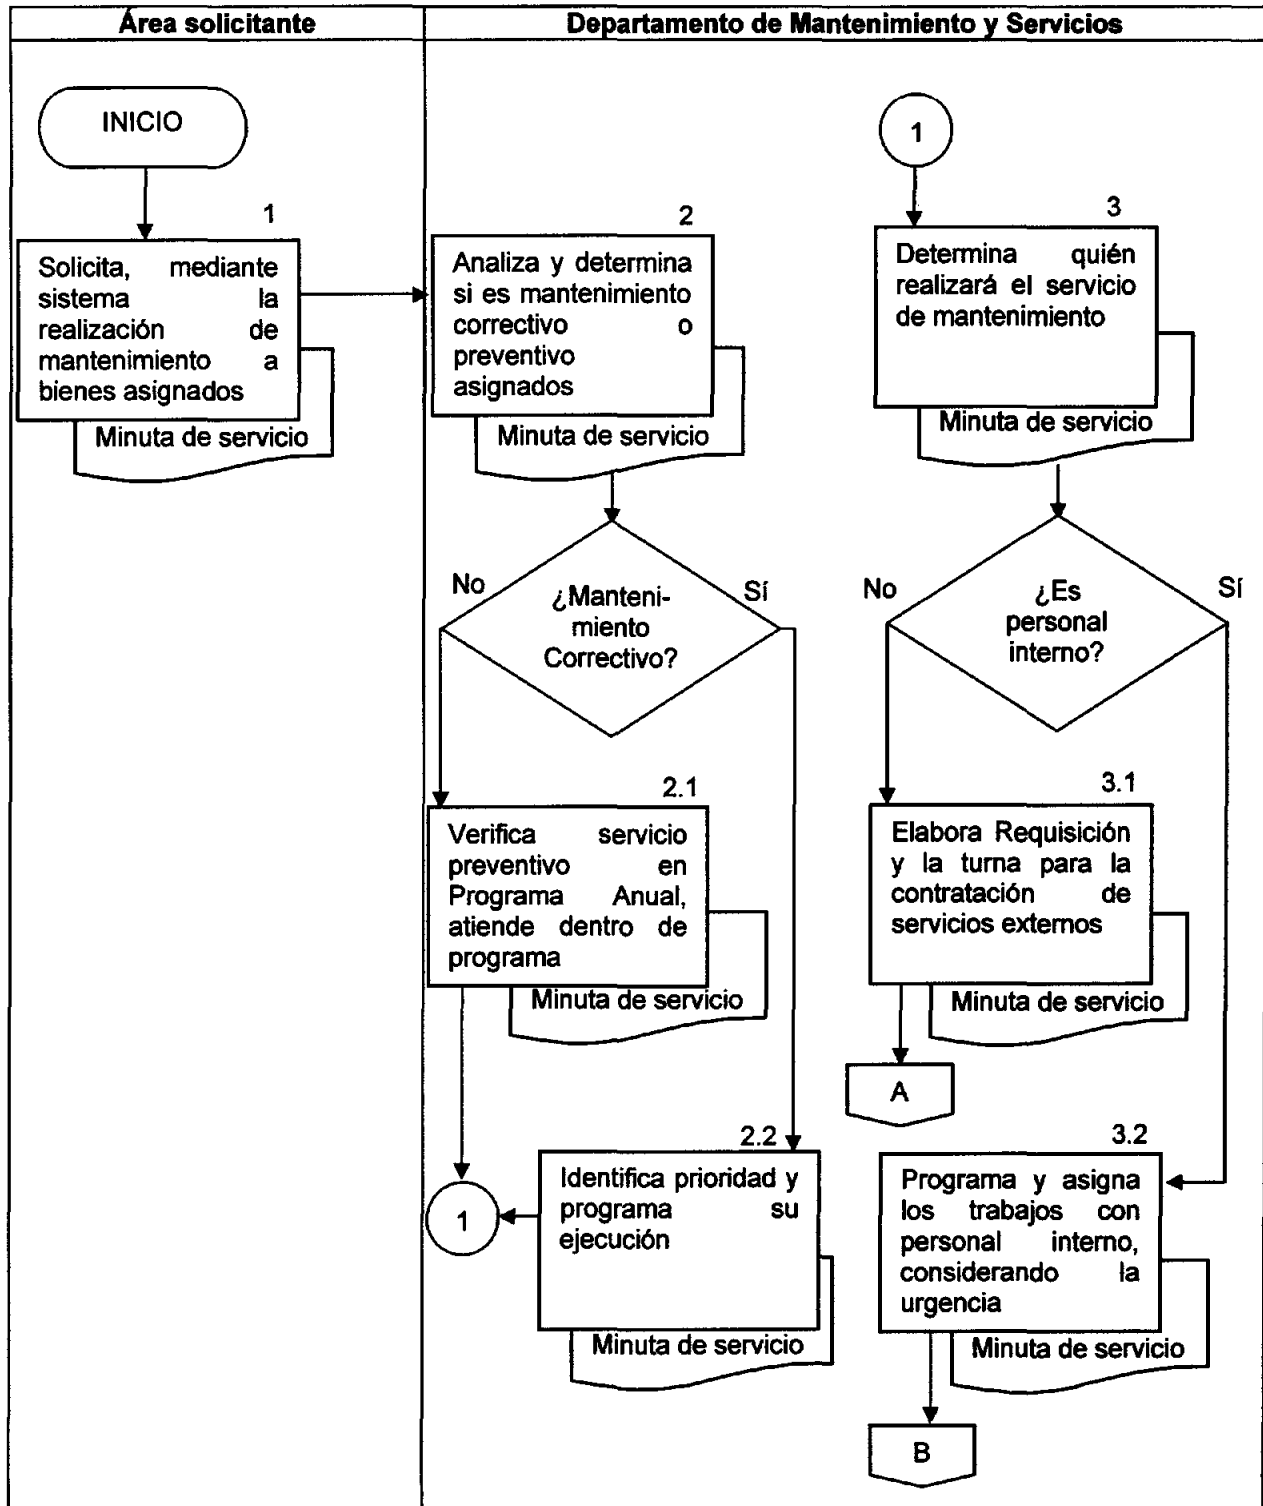 Área solicitante
Departamento de Mantenimiento y Servicios
INICIO
1
Solicita, mediante
sistema la
realización de
mantenimiento a
bienes asignados
Minuta de servicio
2
Analiza y determina
si es mantenimiento
correctivo o
preventivo
asignados
Minuta de servicio
No
¿Manteni-
miento
Correctivo?
Sí
2.1
Verifica servicio
preventivo en
Programa Anual,
atiende dentro de
programa
Minuta de servicio
2.2
Identifica prioridad y
programa su
ejecución
Minuta de servicio
1
1
3
Determina quién
realizará el servicio
de mantenimiento
Minuta de servicio
No
¿Es
personal
interno?
Sí
3.1
Elabora Requisición
y la turna para la
contratación de
servicios externos
Minuta de servicio
A
3.2
Programa y asigna
los trabajos con
personal interno,
considerando la
urgencia
Minuta de servicio
B